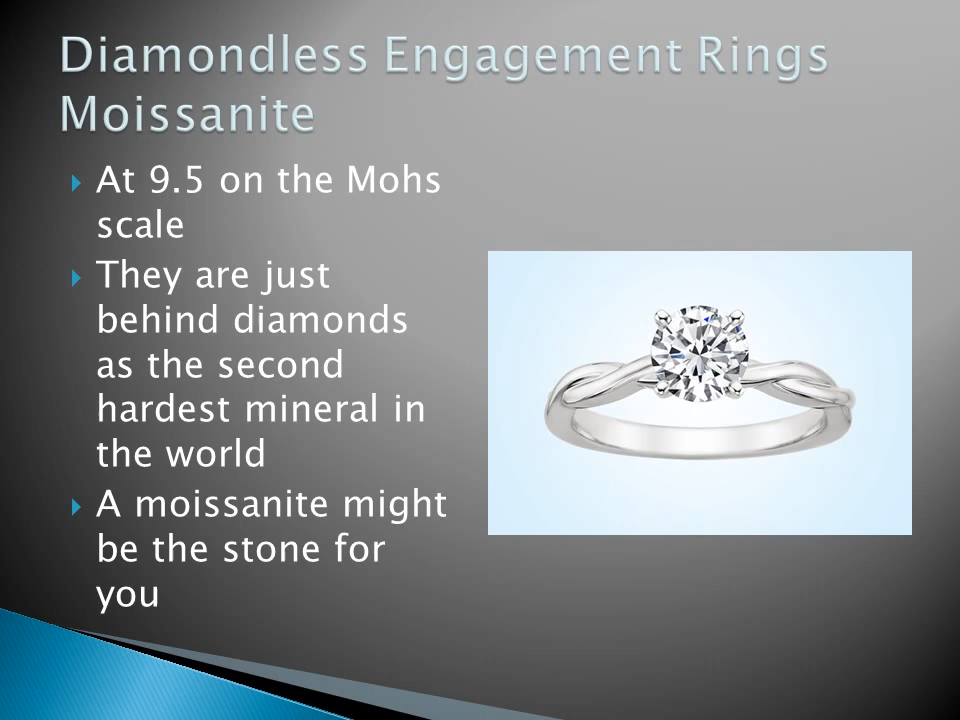 Diamondless Engagement Rings
Moissanite
At 9.5 on the Mohs
scale
They are just
behind diamonds
as the second
hardest mineral in
the world
A moissanite might
be the stone for
you